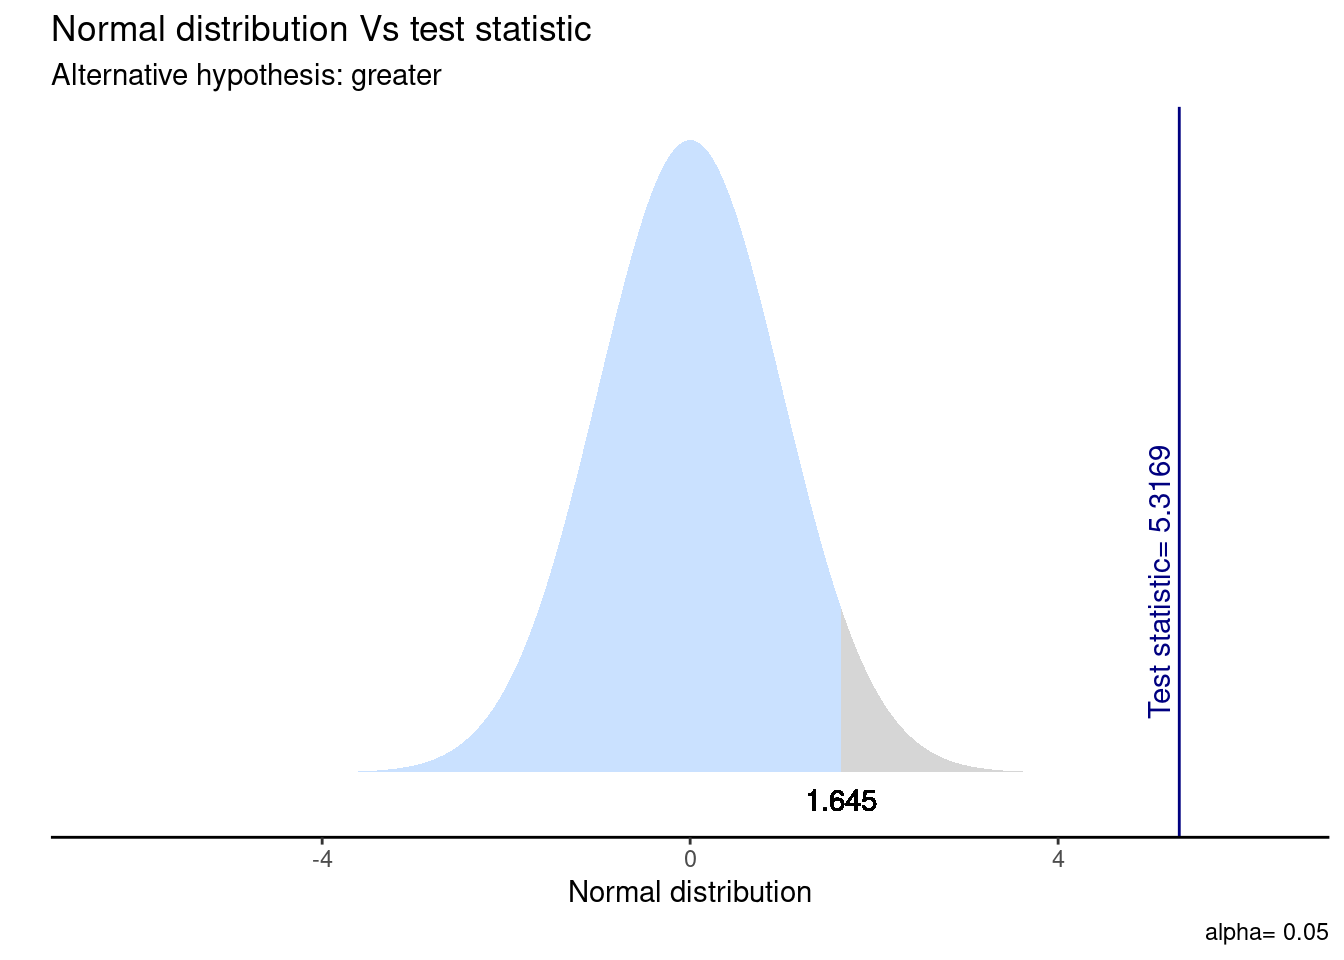 Normal distribution Vs test statistic
Alternative hypothesis: greater
Test statistic= 5.3169
1.645
-4 0 4
Normal distribution
alpha= 0.05